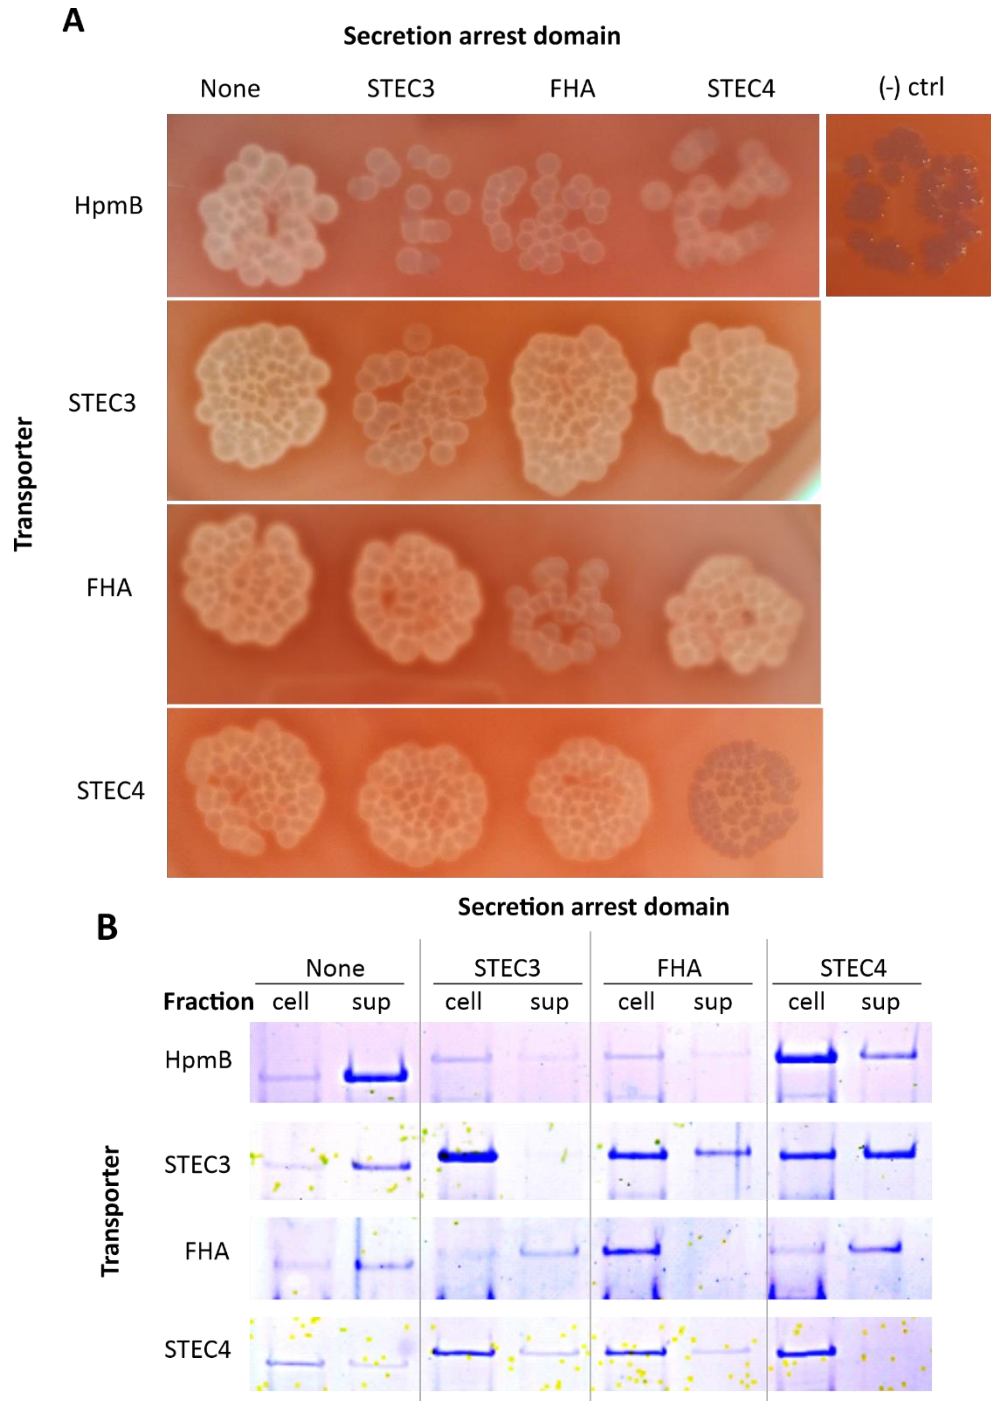 A
Secretion arrest domain
None STEC3 FHA STEC4 (-) ctrl
HpmB
STEC3
Transporter
FHA
STEC4
B
Secretion arrest domain
None STEC3 FHA STEC4
Fraction cell sup cell sup cell sup cell sup
HpmB
STEC3
Transporter
FHA
STEC4